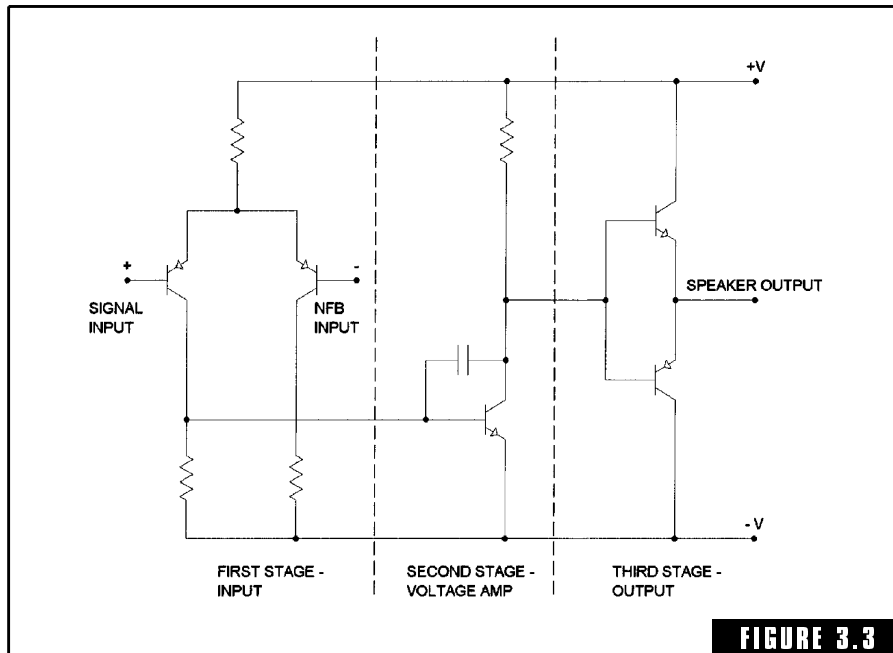 +V
+
-
SIGNAL
INPUT
NFB
INPUT
SPEAKER OUTPUT
- V
FIRST STAGE -
INPUT
SECOND STAGE -
VOLTAGE AMP
THIRD STAGE -
OUTPUT
FIGURE 3.3